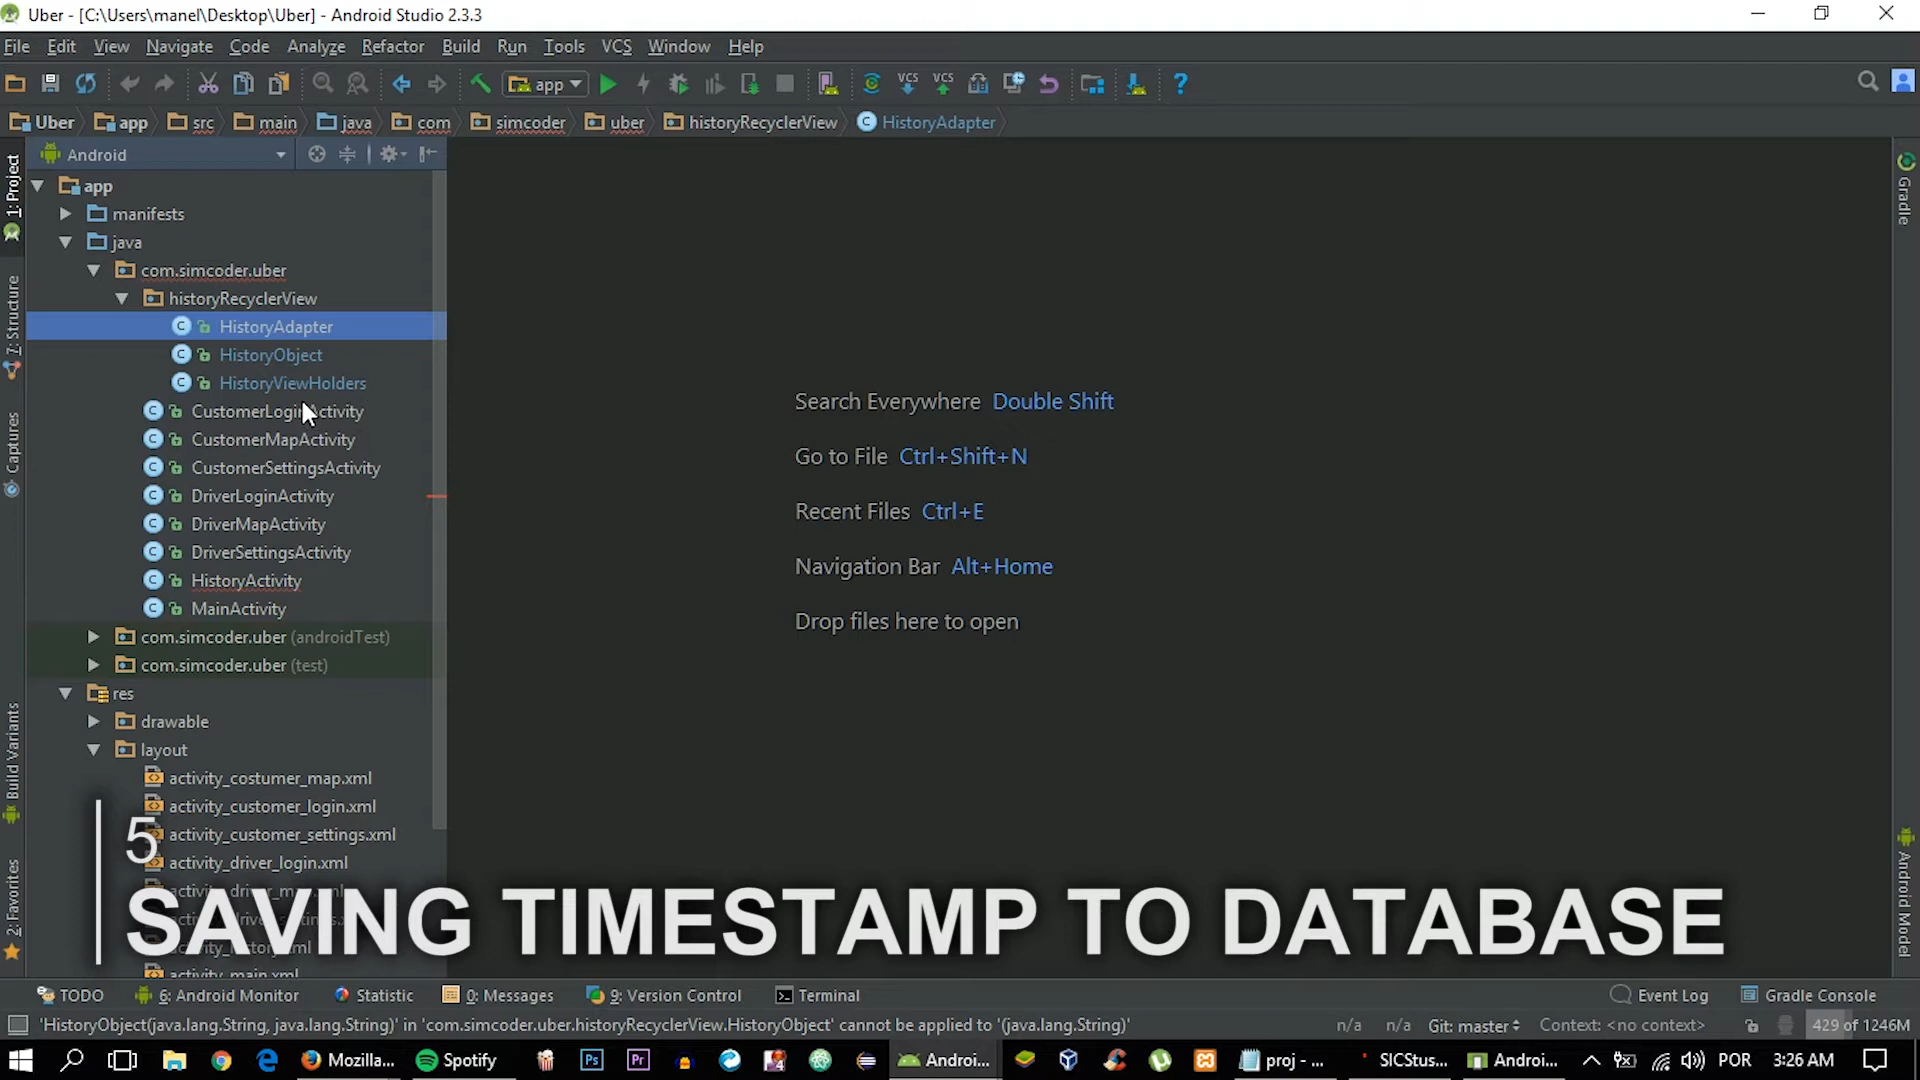 Uber - [C:\Users\manel\Desktop\Uber] - Android Studio 2.3.3
File Edit View Navigate Code Analyze Refactor Build Run Tools VCS Window Help
app VCS VCS
Uber app src main java com simcoder uber historyRecyclerView HistoryAdapter
Android
app
manifests
java
com.simcoder.uber
historyRecyclerView
HistoryAdapter
HistoryObject
HistoryViewHolders
CustomerLoginActivity
CustomerMapActivity
CustomerSettingsActivity
DriverLoginActivity
DriverMapActivity
DriverSettingsActivity
HistoryActivity
MainActivity
com.simcoder.uber (androidTest)
com.simcoder.uber (test)
res
drawable
layout
activity_costumer_map.xml
activity_customer_login.xml
activity_customer_settings.xml
activity_driver_login.xml
activity_main.xml
1: Project
7: Structure
Captures
Build Variants
2: Favorites
Search Everywhere Double Shift
Go to File Ctrl+Shift+N
Recent Files Ctrl+E
Navigation Bar Alt+Home
Drop files here to open
Gradle
Android Model
5
SAVING TIMESTAMP TO DATABASE
TODO 6: Android Monitor Statistic 0: Messages 9: Version Control Terminal Event Log Gradle Console
'HistoryObject(java.lang.String, java.lang.String)' in 'com.simcoder.uber.historyRecyclerView.HistoryObject' cannot be applied to '(java.lang.String)' n/a n/a Git: master Context: <no context> 429 of 1246M
Mozilla... Spotify Ps Pr Androi... proj - ... SICStus... Androi... POR 3:26 AM